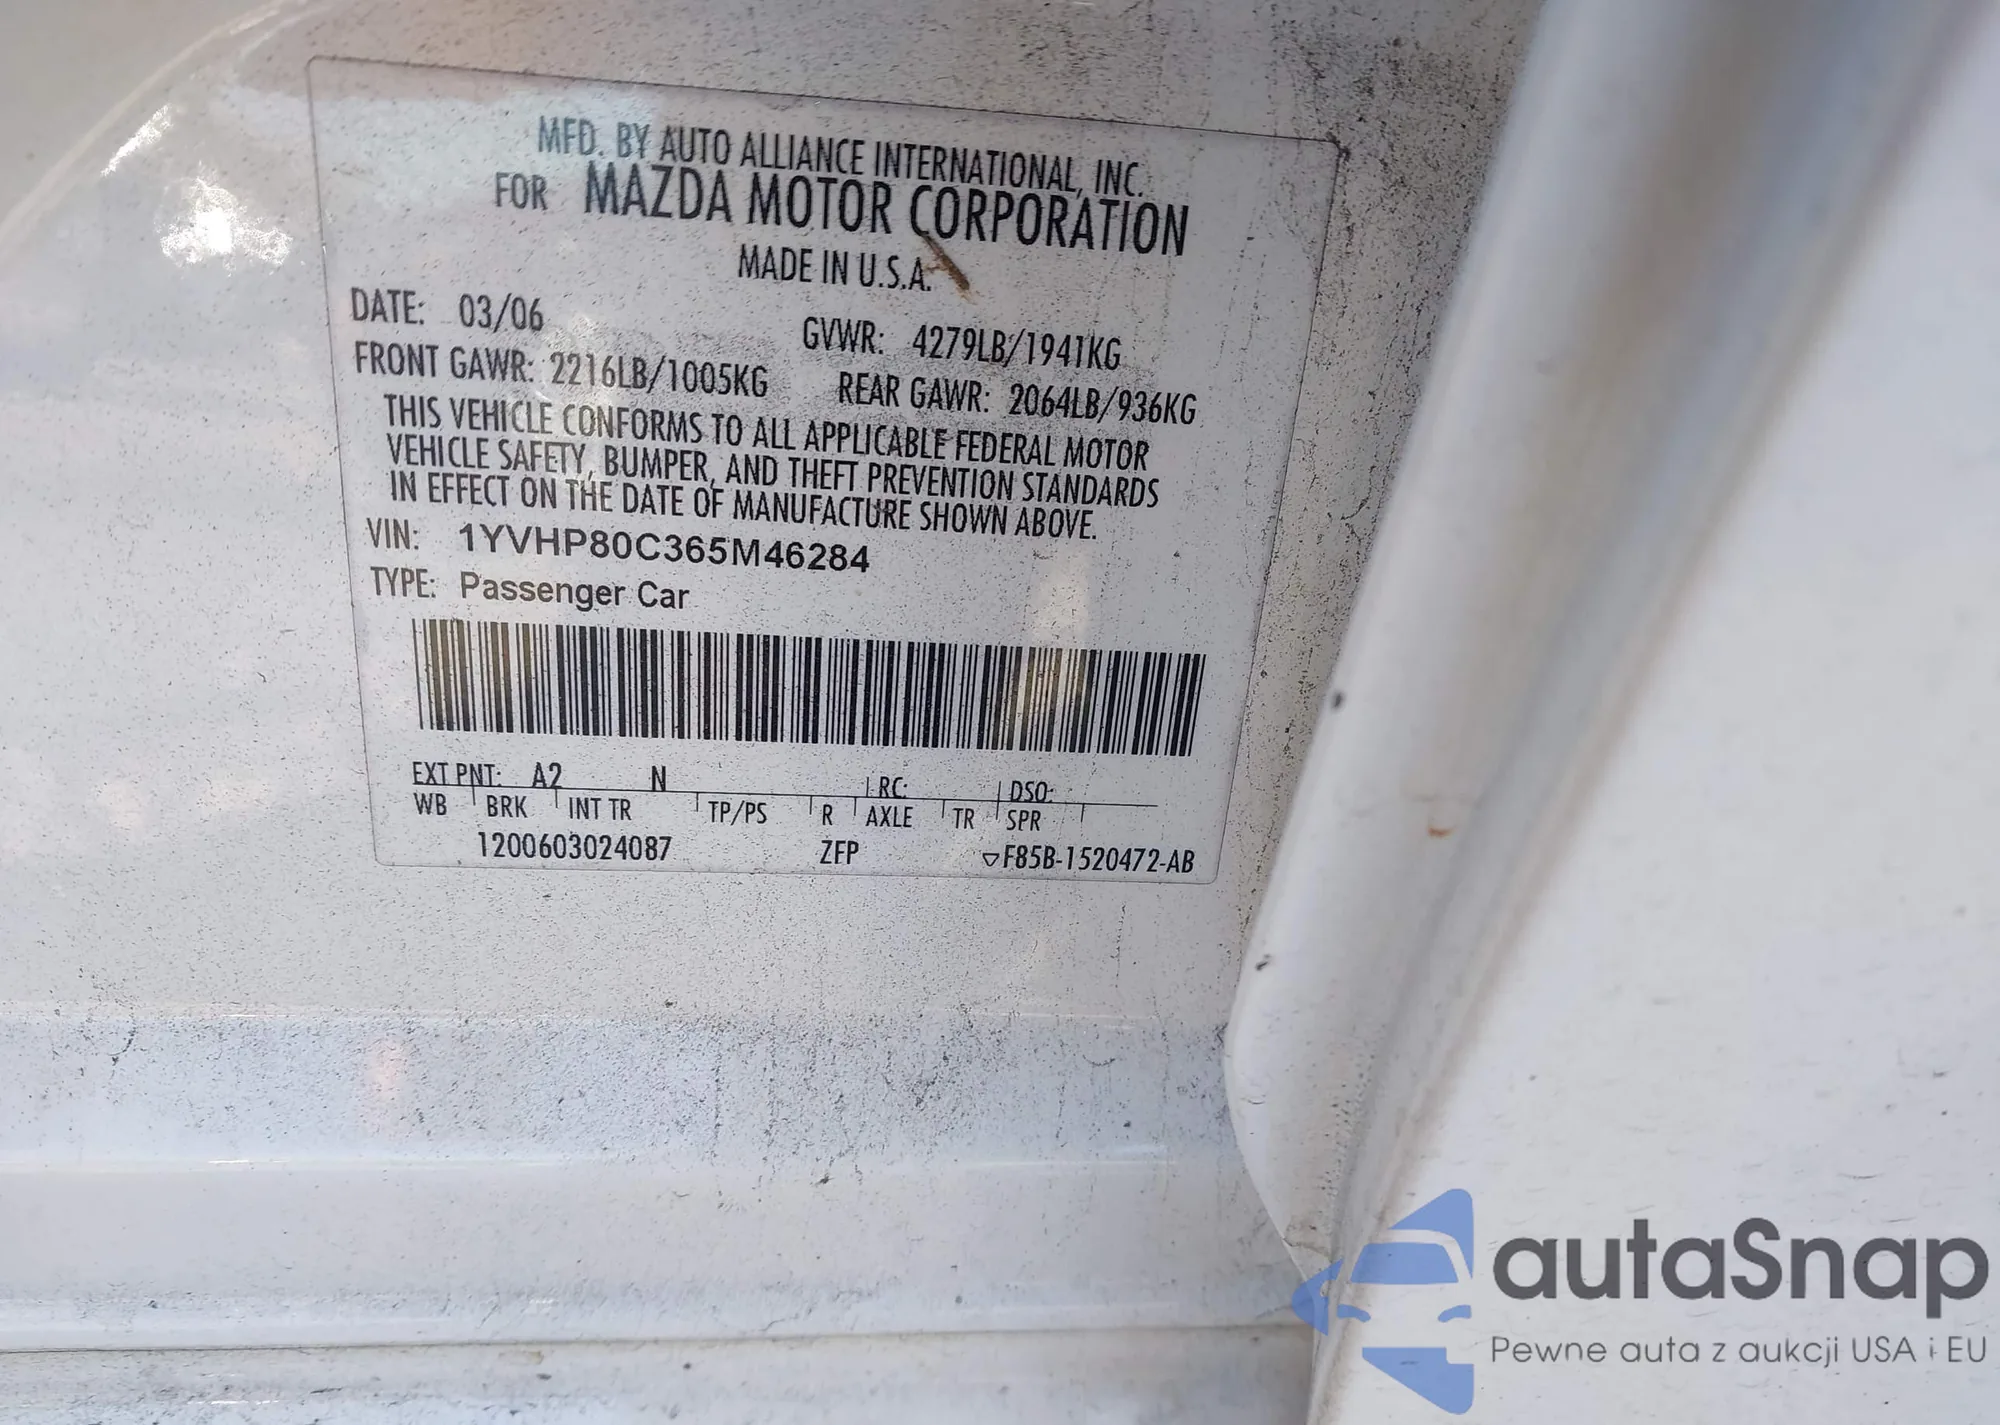 MFD. BY AUTO ALLIANCE INTERNATIONAL, INC.
FOR MAZDA MOTOR CORPORATION
MADE IN U.S.A.
DATE: 03/06 GVWR: 4279LB/1941KG
FRONT GAWR: 2216LB/1005KG REAR GAWR: 2064LB/936KG
THIS VEHICLE CONFORMS TO ALL APPLICABLE FEDERAL MOTOR
VEHICLE SAFETY, BUMPER, AND THEFT PREVENTION STANDARDS
IN EFFECT ON THE DATE OF MANUFACTURE SHOWN ABOVE.
VIN: 1YVHP80C365M46284
TYPE: Passenger Car
EXT PNT: A2 N RC: DSO:
WB BRK INT TR TP/PS R AXLE TR SPR
1200603024087 ZFP ▽F85B-1520472-AB
autaSnap
Pewne auta z aukcji USA i EU